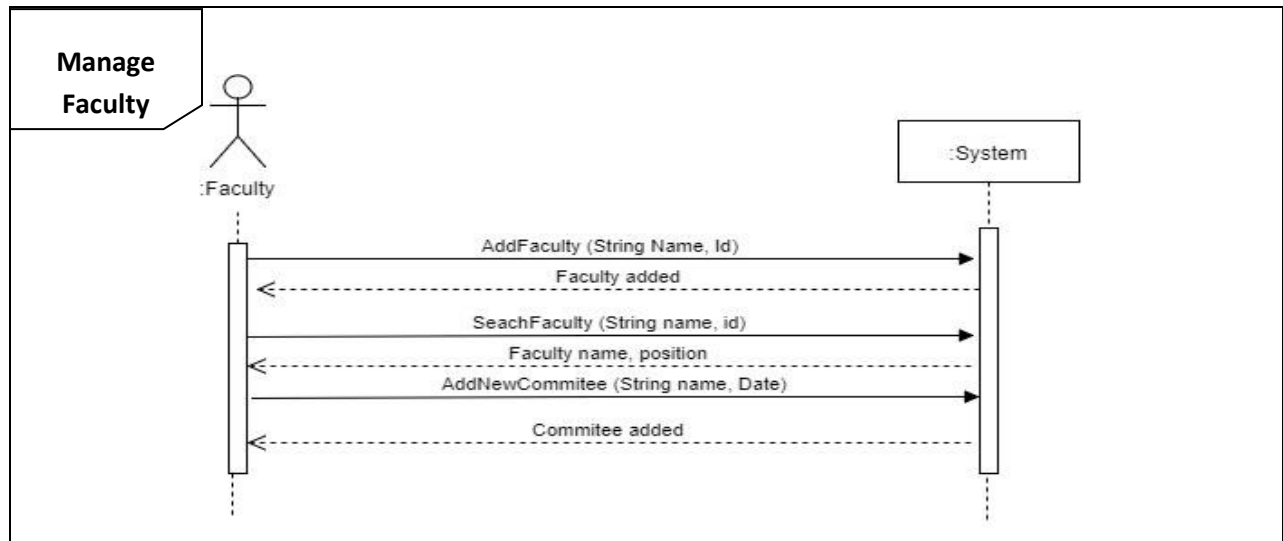 Manage
Faculty
:Faculty
:System
AddFaculty (String Name, Id)
Faculty added
SeachFaculty (String name, id)
Faculty name, position
AddNewCommitee (String name, Date)
Commitee added